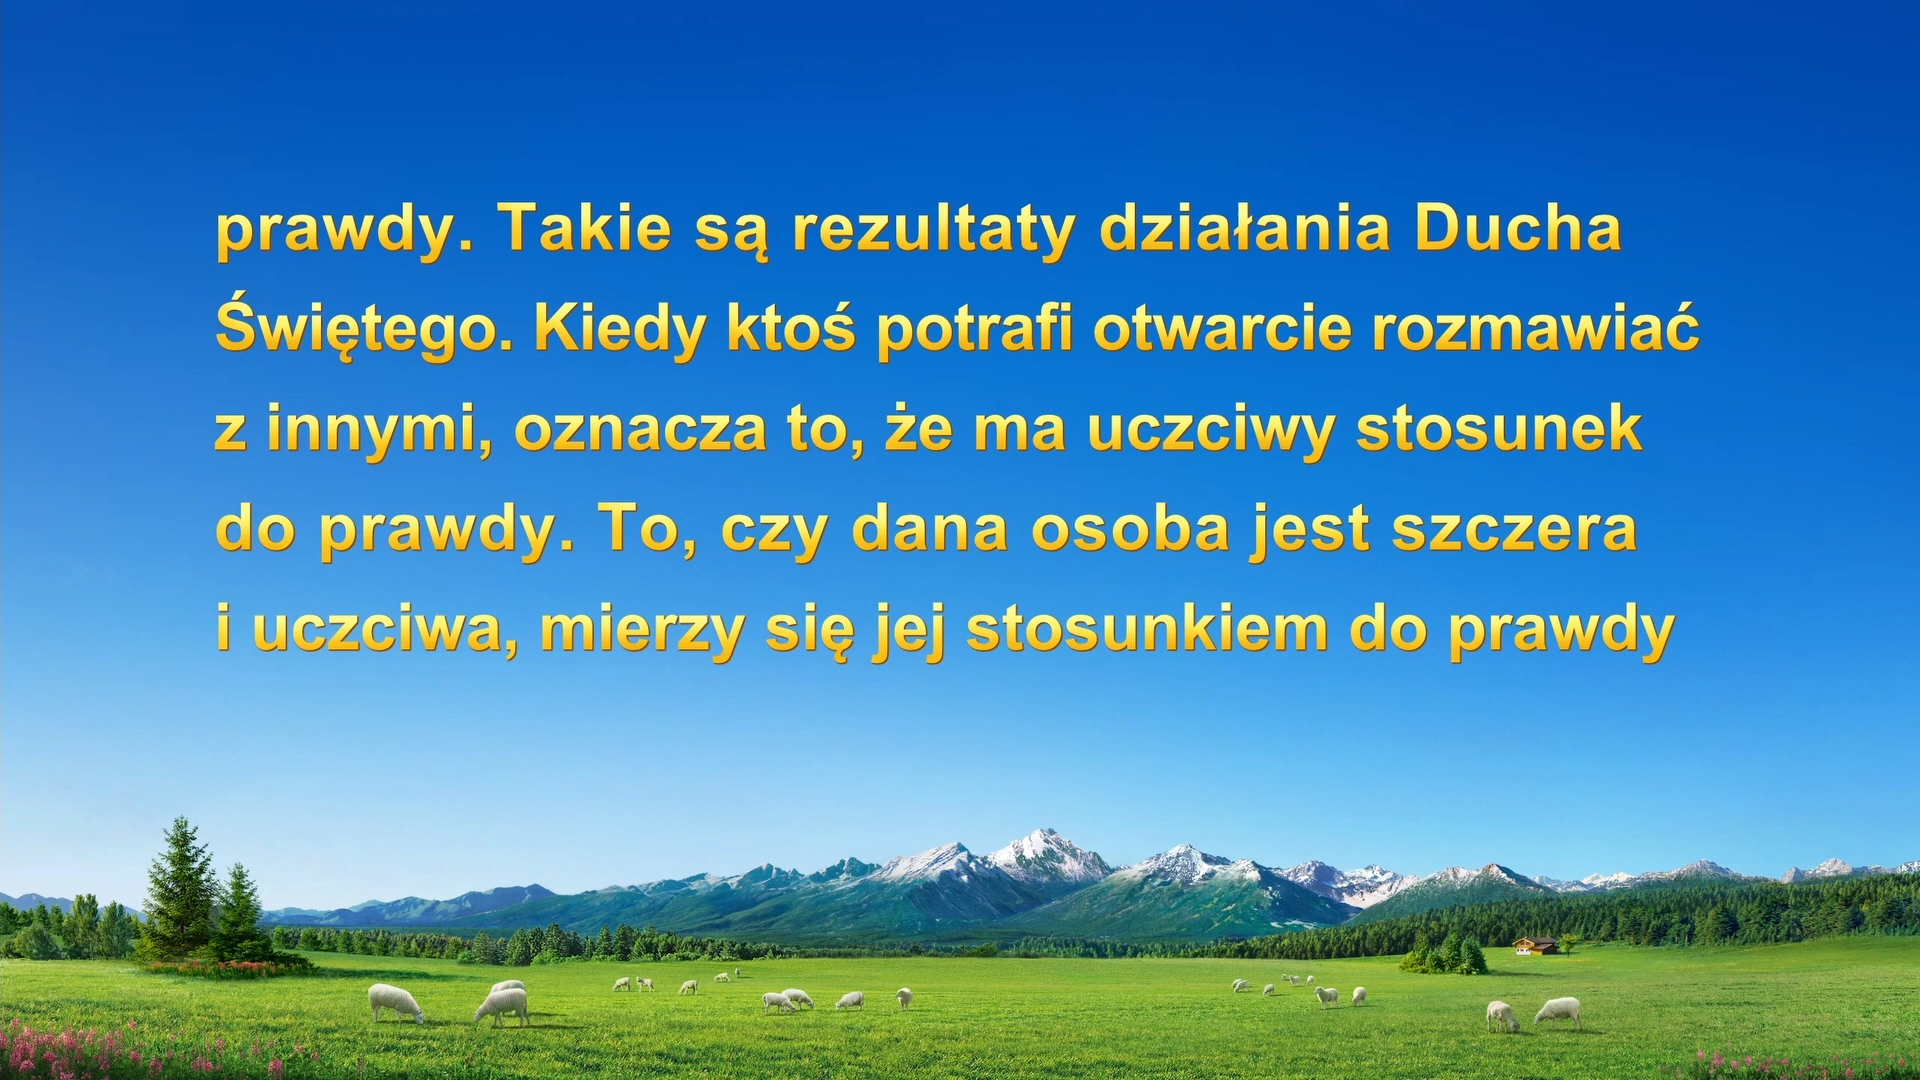 prawdy. Takie są rezultaty działania Ducha
Świętego. Kiedy ktoś potrafi otwarcie rozmawiać
z innymi, oznacza to, że ma uczciwy stosunek
do prawdy. To, czy dana osoba jest szczera
i uczciwa, mierzy się jej stosunkiem do prawdy